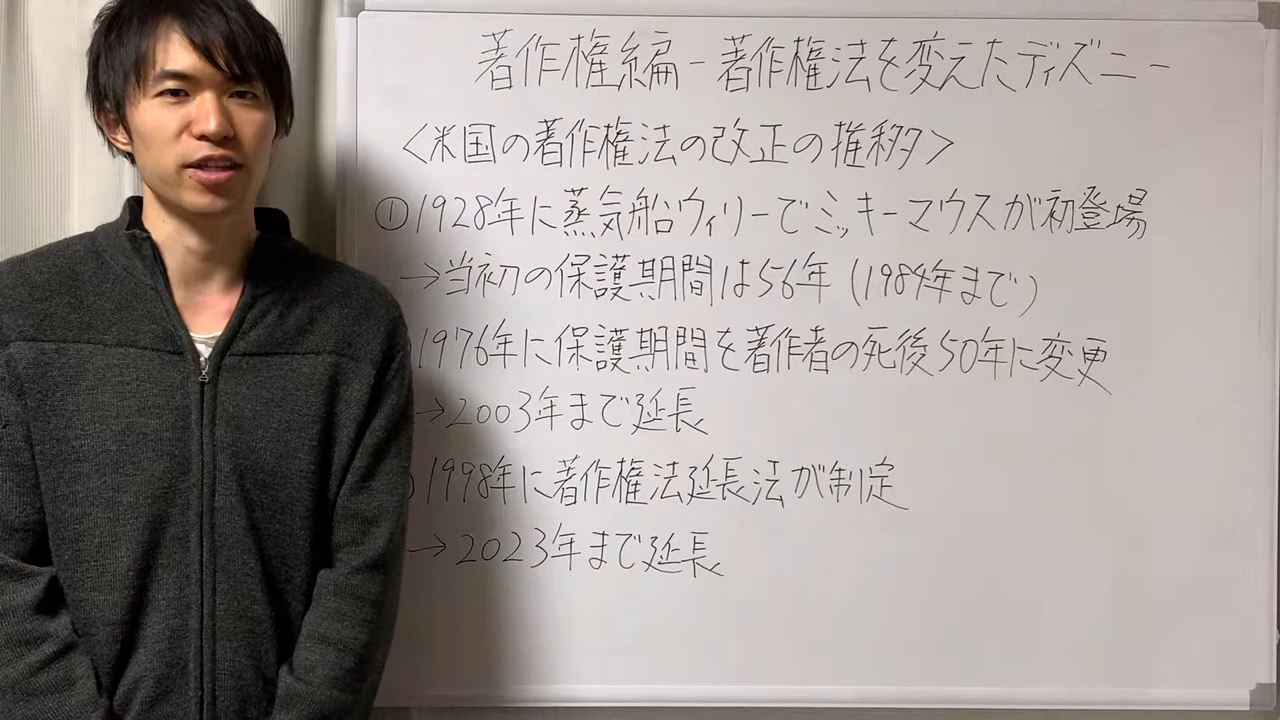 著作権編-著作権法を変えたディズニー
<米国の著作権法の改正の推移>
①1928年に蒸気船ウィリーでミッキーマウスが初登場
→当初の保護期間は56年(1984年まで)
1976年に保護期間を著作者の死後50年に変更
→2003年まで延長
1998年に著作権法延長法が制定
→2023年まで延長